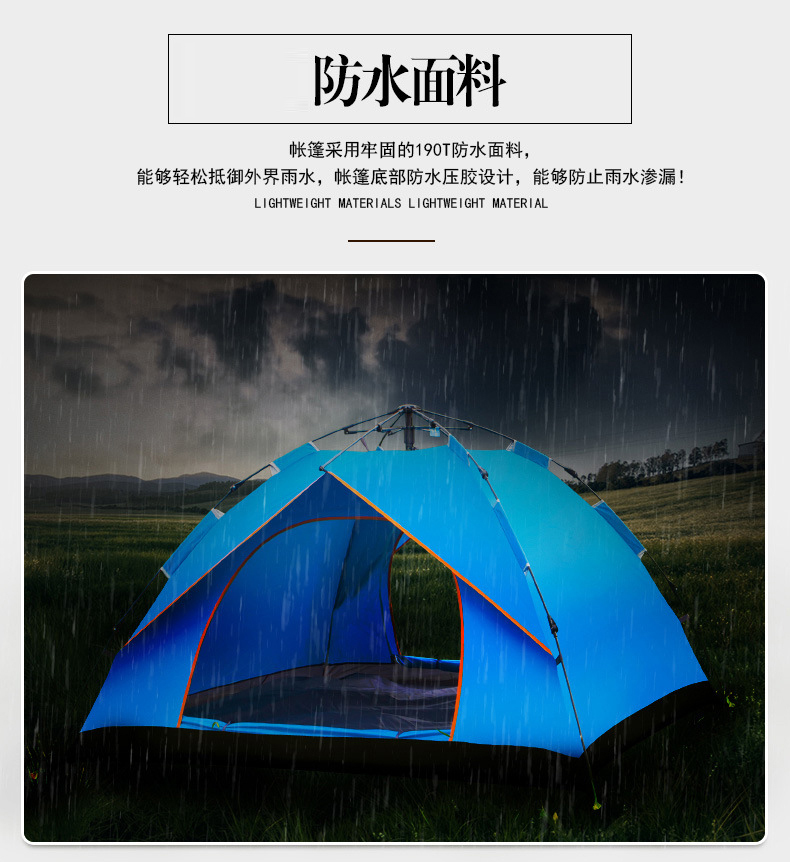 防水面料
帐篷采用牢固的190T防水面料，
能够轻松抵御外界雨水，帐篷底部防水压胶设计，能够防止雨水渗漏！
LIGHTWEIGHT MATERIALS LIGHTWEIGHT MATERIAL